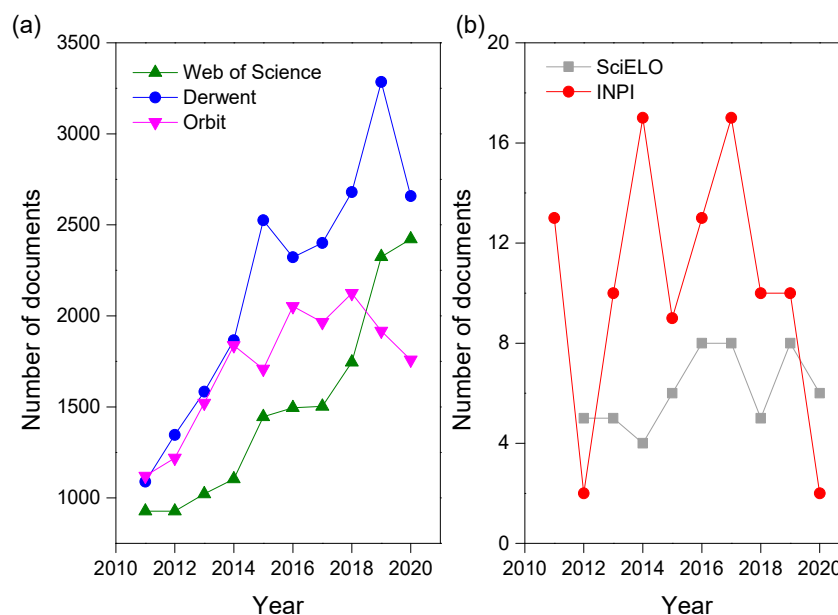 (a)
3500
3000
2500
2000
1500
1000
Number of documents
Web of Science
Derwent
Orbit
2010 2012 2014 2016 2018 2020
Year
(b)
20
16
12
8
4
0
Number of documents
SciELO
INPI
2010 2012 2014 2016 2018 2020
Year